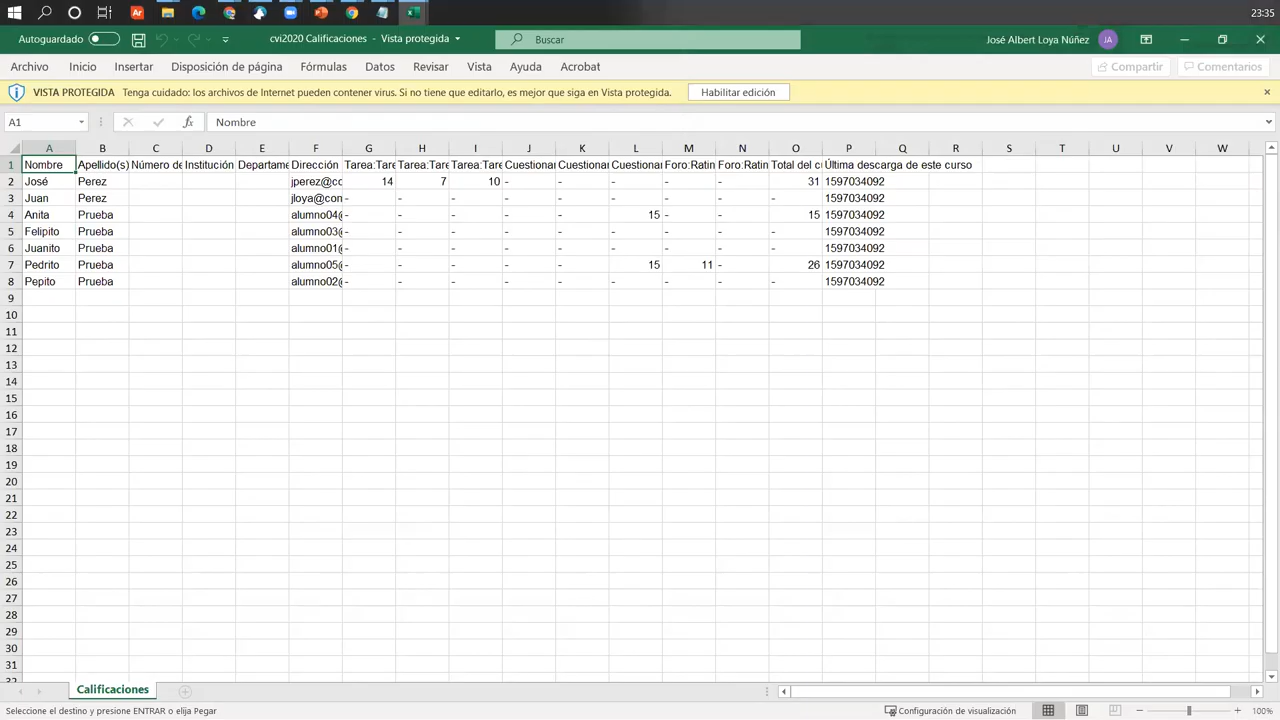 23:35
Autoguardado cvi2020 Calificaciones - Vista protegida Buscar José Albert Loya Núñez JA
Archivo Inicio Insertar Disposición de página Fórmulas Datos Revisar Vista Ayuda Acrobat Compartir Comentarios
VISTA PROTEGIDA Tenga cuidado: los archivos de Internet pueden contener virus. Si no tiene que editarlo, es mejor que siga en Vista protegida. Habilitar edición
A1 fx Nombre
A B C D E F G H I J K L M N O P Q R S T U V W
1 Nombre Apellido(s) Número de Institución Departame Dirección Tarea:Tare Tarea:Tare Tarea:Tare Cuestionar Cuestionar Cuestionar Foro:Ratin Foro:Ratin Total del cu Última descarga de este curso
2 José Perez jperez@co 14 7 10 - - - - - 31 1597034092
3 Juan Perez jloya@con - - - - - - - - - 1597034092
4 Anita Prueba alumno04@ - - - - - 15 - - 15 1597034092
5 Felipito Prueba alumno03@ - - - - - - - - - 1597034092
6 Juanito Prueba alumno01@ - - - - - - - - - 1597034092
7 Pedrito Prueba alumno05@ - - - - - 15 11 - 26 1597034092
8 Pepito Prueba alumno02@ - - - - - - - - - 1597034092
9
10
11
12
13
14
15
16
17
18
19
20
21
22
23
24
25
26
27
28
29
30
31
Calificaciones
Seleccione el destino y presione ENTRAR o elija Pegar Configuración de visualización 100%